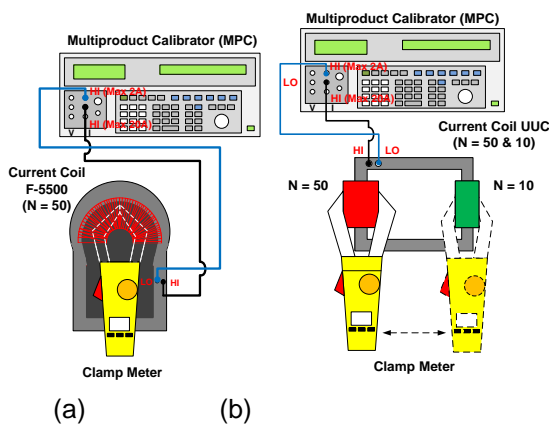 Multiproduct Calibrator (MPC)
HI (Max 2A)
HI (Max 20A)
V
Current Coil
F-5500
(N = 50)
LO
HI
Clamp Meter
(a)
Multiproduct Calibrator (MPC)
LO
HI (Max 2A)
HI (Max 20A)
V
Current Coil UUC
(N = 50 & 10)
HI
LO
N = 50
N = 10
Clamp Meter
(b)